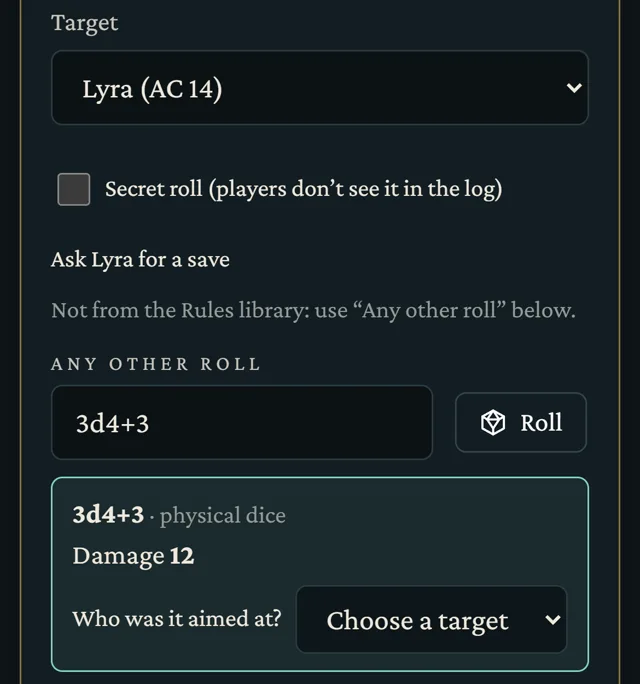 Target
Lyra (AC 14)
Secret roll (players don’t see it in the log)
Ask Lyra for a save
Not from the Rules library: use “Any other roll” below.
ANY OTHER ROLL
3d4+3
Roll
3d4+3 · physical dice
Damage 12
Who was it aimed at?
Choose a target